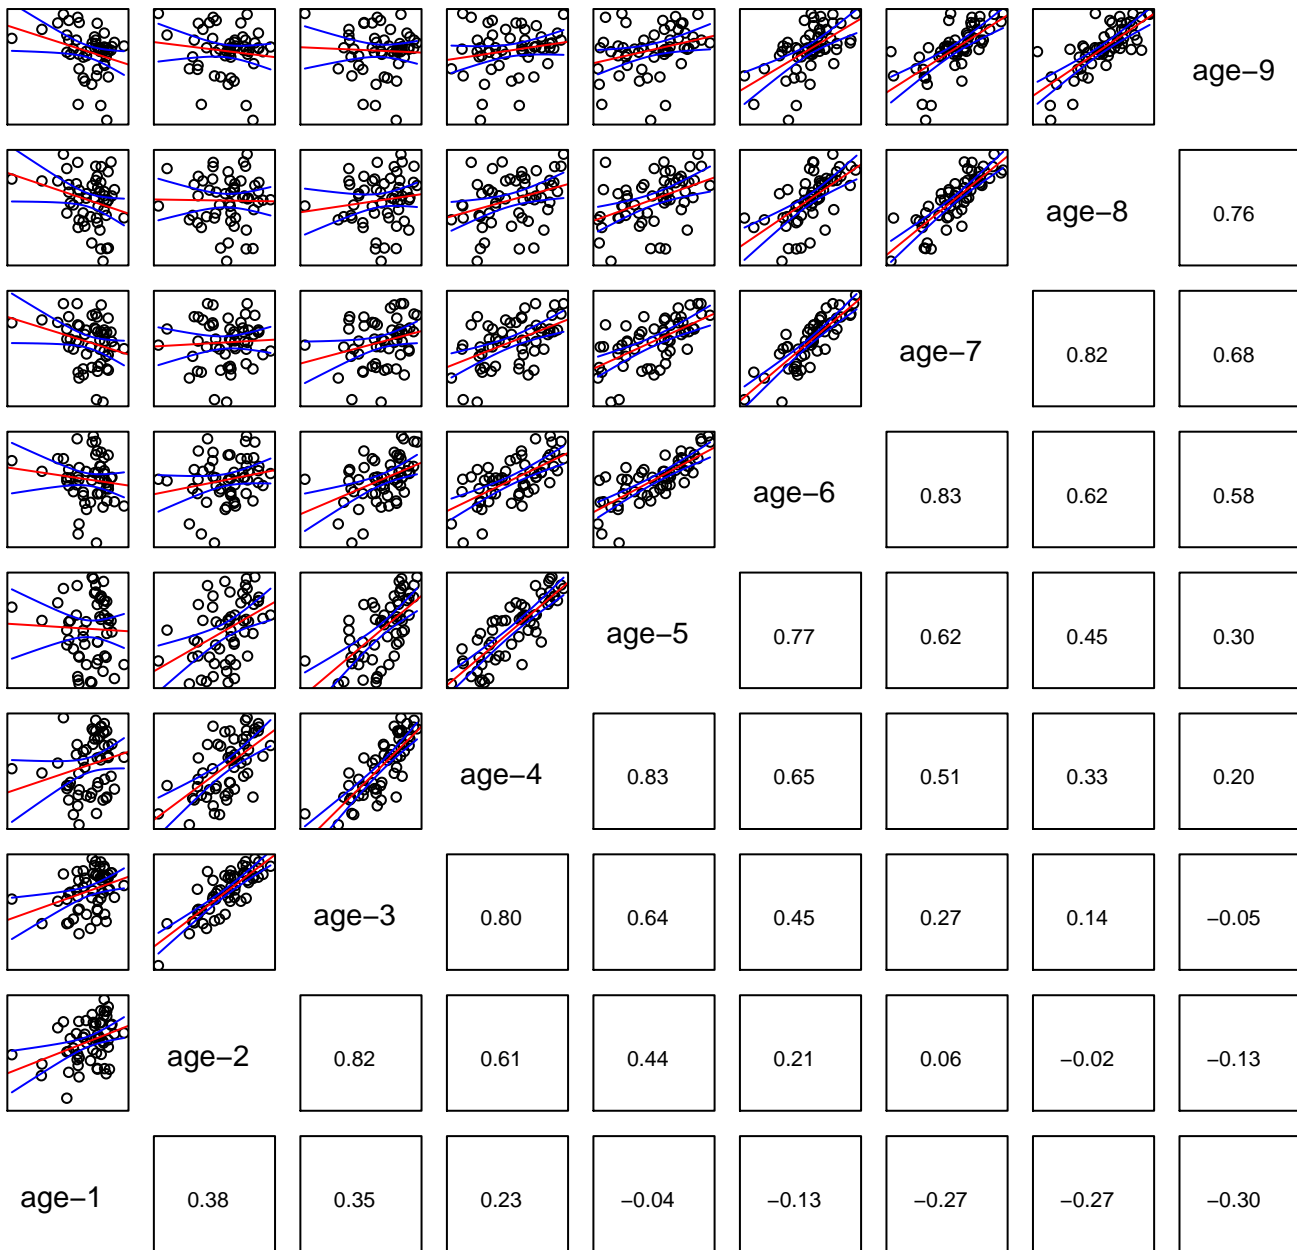 age−9
age−8 0.76
age−7 0.82 0.68
age−6 0.83 0.62 0.58
age−5 0.77 0.62 0.45 0.30
age−4 0.83 0.65 0.51 0.33 0.20
age−3 0.80 0.64 0.45 0.27 0.14 −0.05
age−2 0.82 0.61 0.44 0.21 0.06 −0.02 −0.13
age−1 0.38 0.35 0.23 −0.04 −0.13 −0.27 −0.27 −0.30